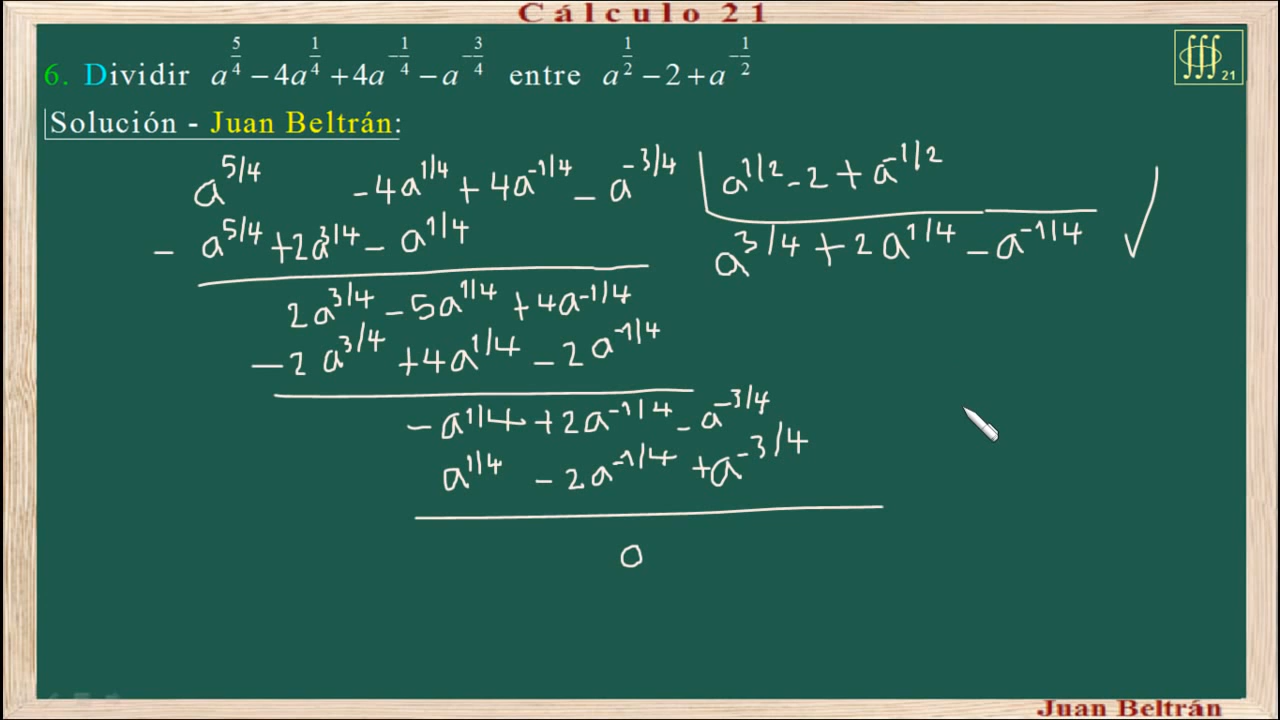 Cálculo 21
6. Dividir a^{5/4} − 4a^{1/4} + 4a^{−1/4} − a^{−3/4} entre a^{1/2} − 2 + a^{−1/2}
21
Solución - Juan Beltrán:
a^{5/4} − 4a^{1/4} + 4a^{−1/4} − a^{−3/4} | a^{1/2} − 2 + a^{−1/2}
− a^{5/4} + 2a^{3/4} − a^{1/4}
a^{3/4} + 2a^{1/4} − a^{−1/4} ✓
2a^{3/4} − 5a^{1/4} + 4a^{−1/4}
−2a^{3/4} + 4a^{1/4} − 2a^{−1/4}
− a^{1/4} + 2a^{−1/4} − a^{−3/4}
a^{1/4} − 2a^{−1/4} + a^{−3/4}
0
Juan Beltrán